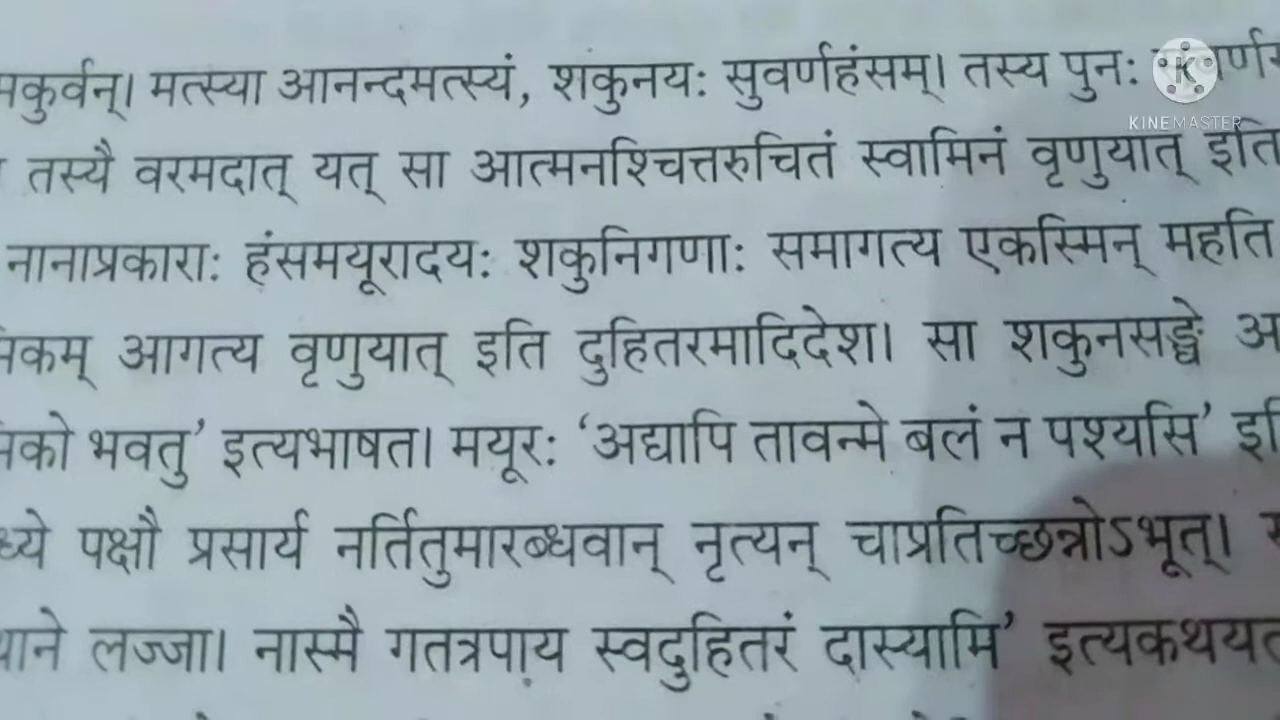 मकुर्वन्। मत्स्या आनन्दमत्स्यं, शकुनयः सुवर्णहंसम्। तस्य पुनः
KINEMASTER
तस्यै वरमदात् यत् सा आत्मनश्चित्तरुचितं स्वामिनं वृणुयात् इति
नानाप्रकाराः हंसमयूरादयः शकुनिगणाः समागत्य एकस्मिन् महति
आगत्य वृणुयात् इति दुहितरमादिदेश। सा शकुनसङ्घे
भवतु’ इत्यभाषत। मयूरः ‘अद्यापि तावन्मे बलं न पश्यसि’
पक्षौ प्रसार्य नर्तितुमारब्धवान् नृत्यन् चाप्रतिच्छन्नोऽभूत्।
लज्जा। नास्मै गतत्रपाय स्वदुहितरं दास्यामि’ इत्यकथयत